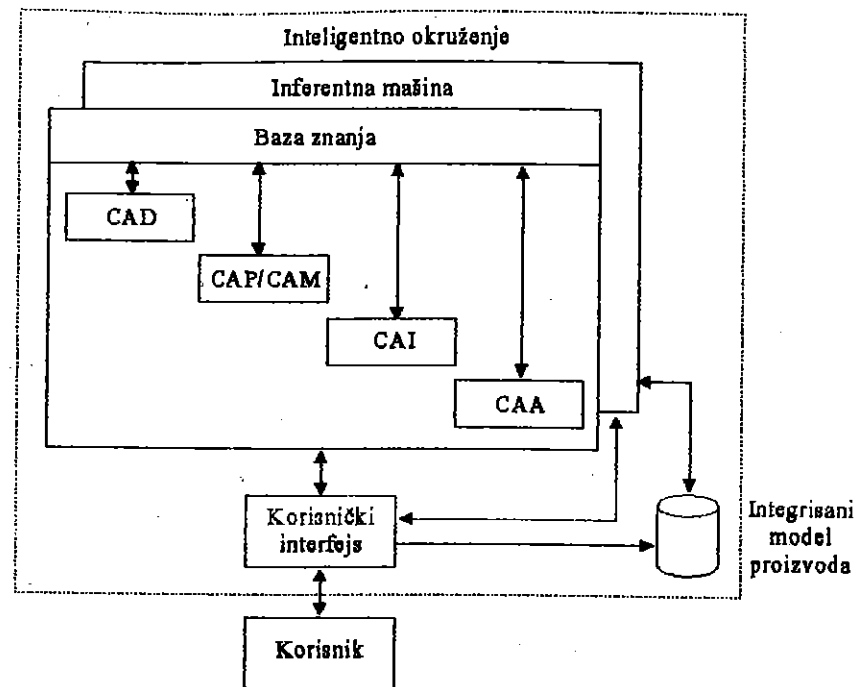 Inteligentno okruženje
Inferentna mašina
Baza znanja
CAD
CAP/CAM
CAI
CAA
Korisnički
interfejs
Integrisani
model
proizvoda
Korisnik